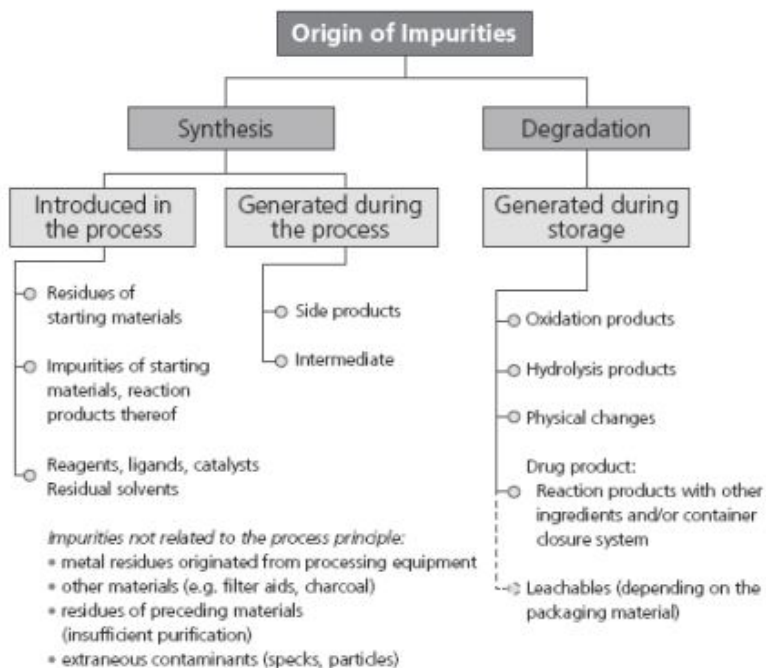 Origin of Impurities
Synthesis
Degradation
Introduced in
the process
Generated during
the process
Generated during
storage
Residues of
starting materials
Impurities of starting
materials, reaction
products thereof
Reagents, ligands, catalysts
Residual solvents
Side products
Intermediate
Oxidation products
Hydrolysis products
Physical changes
Drug product:
Reaction products with other
ingredients and/or container
closure system
Leachables (depending on the
packaging material)
Impurities not related to the process principle:
• metal residues originated from processing equipment
• other materials (e.g. filter aids, charcoal)
• residues of preceding materials
(insufficient purification)
• extraneous contaminants (specks, particles)